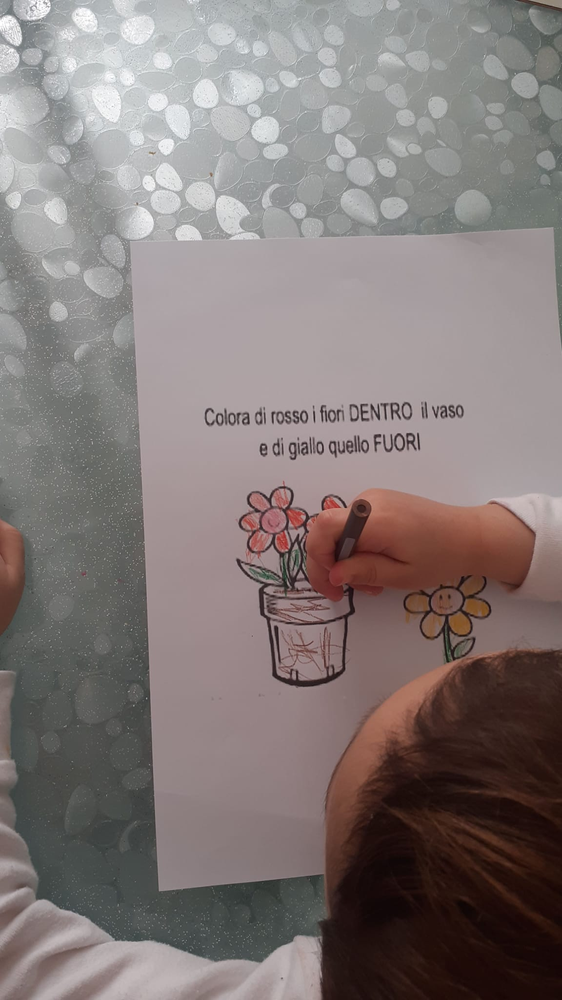 Colora di rosso i fiori DENTRO il vaso
e di giallo quello FUORI